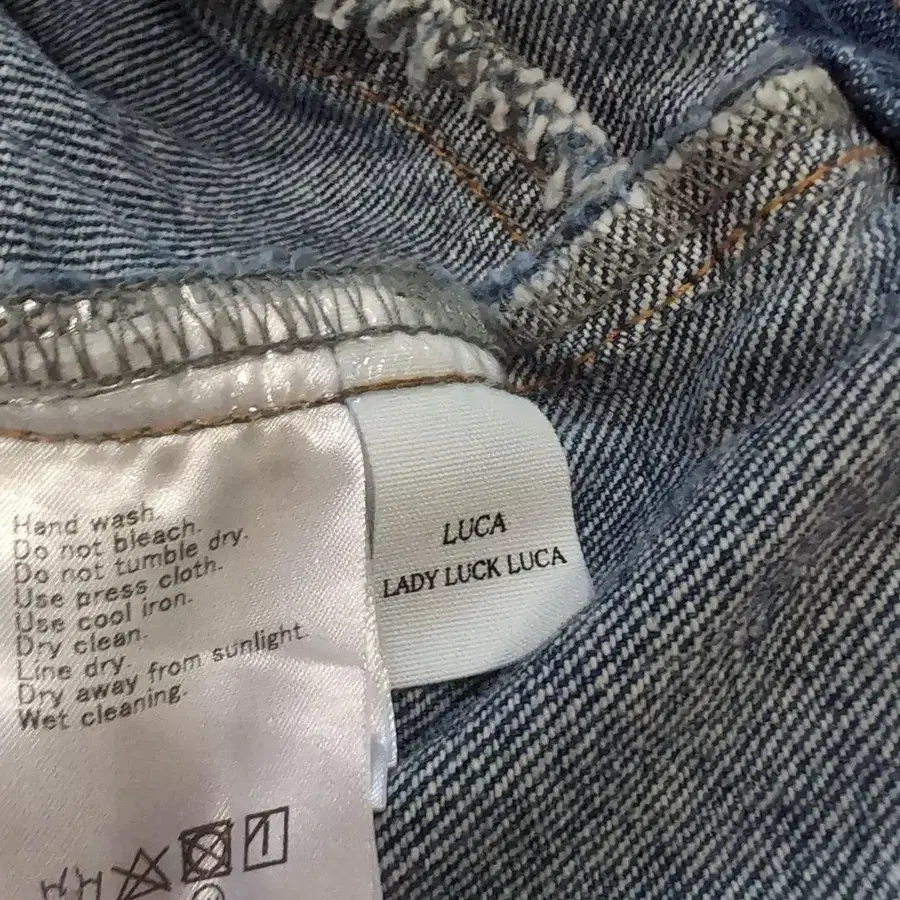 Hand wash.
Do not bleach.
Do not tumble dry.
Use press cloth.
Use cool iron.
Dry clean.
Line dry.
Dry away from sunlight.
Wet cleaning.
LUCA
LADY LUCK LUCA